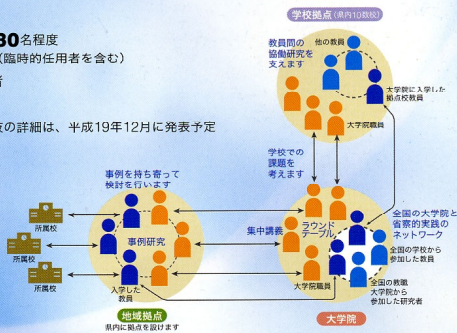 30名程度
（臨時的任用者を含む）
者
の詳細は、平成19年12月に発表予定
学校拠点（県内10数校）
教員間の
協働研究を
支えます
他の教員
大学院に入学した
拠点校教員
大学院職員
学校での
課題を
考えます
事例を持ち寄って
検討を行います
所属校
所属校
所属校
事例研究
入学した
教員
地域拠点
県内に拠点を設けます
集中講義
ラウンド
テーブル
大学院職員
大学院
全国の大学院と
省察的実践の
ネットワーク
全国の学校から
参加した教員
全国の教職
大学院から
参加した研究者